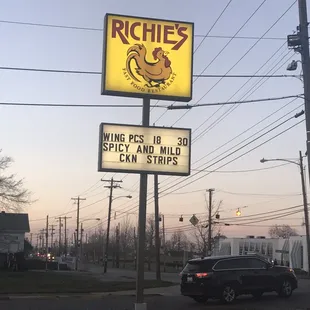 RICHIE'S
FAST FOOD RESTAURANT
WING PCS 18 30
SPICY AND MILD
CKN STRIPS